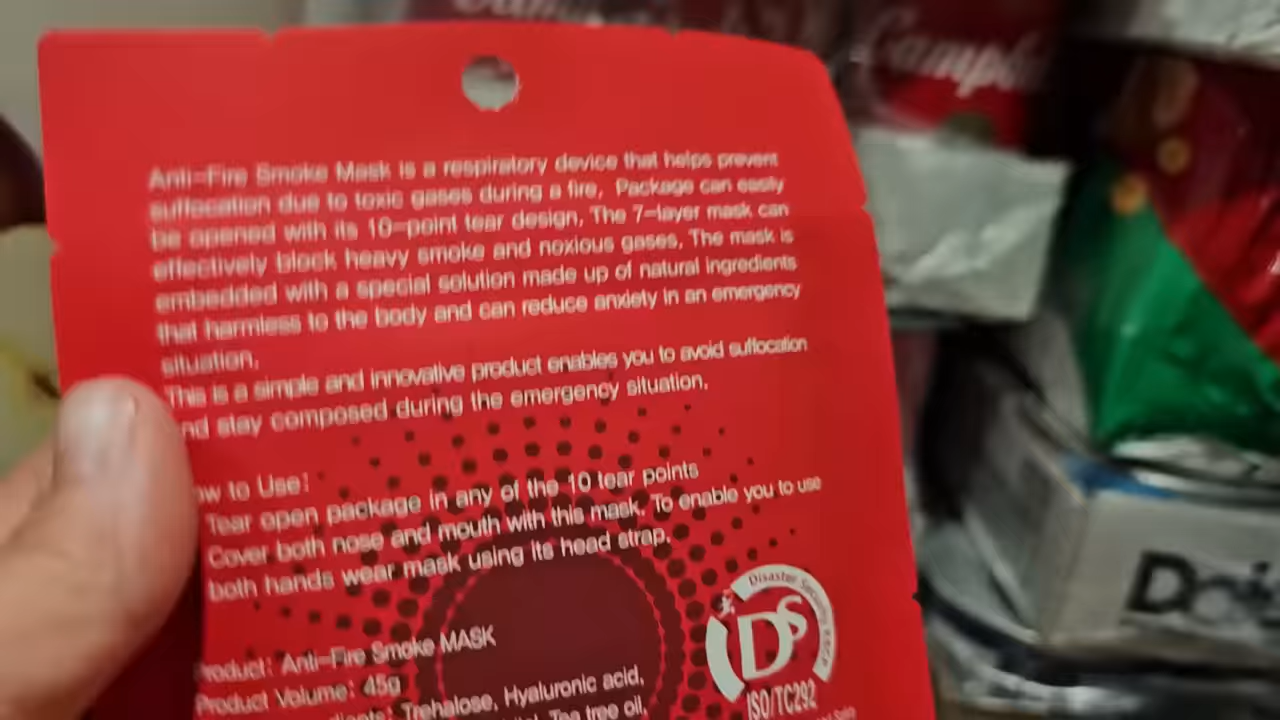 Campb
Anti-Fire Smoke Mask is a respiratory device that helps prevent
suffocation due to toxic gases during a fire. Package can easily
be opened with its 10-point tear design. The 7-layer mask can
effectively block heavy smoke and noxious gases. The mask is
embedded with a special solution made up of natural ingredients
that harmless to the body and can reduce anxiety in an emergency
situation.
This is a simple and innovative product enables you to avoid suffocation
nd stay composed during the emergency situation.
ow to Use:
Tear open package in any of the 10 tear points
Cover both nose and mouth with this mask. To enable you to use
both hands wear mask using its head strap.
roduct: Anti-Fire Smoke MASK
Product Volume: 45g
dients: Trehalose, Hyaluronic acid,
Tea tree oil,
Disaster
DS
ISO/TC292